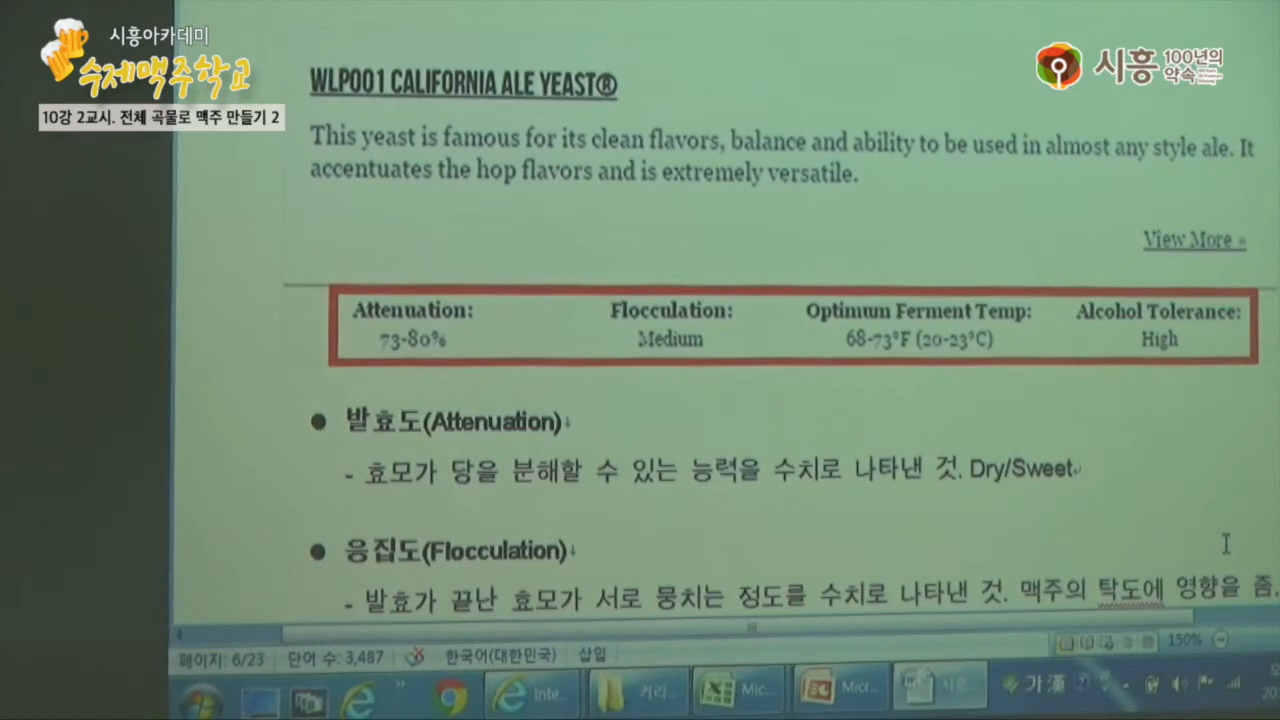 시흥아카데미
수제맥주학교
10강 2교시. 전체 곡물로 맥주 만들기 2
시흥 100년의 약속
WLP001 CALIFORNIA ALE YEAST®
This yeast is famous for its clean flavors, balance and ability to be used in almost any style ale. It
accentuates the hop flavors and is extremely versatile.
View More »
Attenuation: Flocculation: Optimum Ferment Temp: Alcohol Tolerance:
73-80% Medium 68-73°F (20-23°C) High
● 발효도(Attenuation)
- 효모가 당을 분해할 수 있는 능력을 수치로 나타낸 것. Dry/Sweet
● 응집도(Flocculation)
- 발효가 끝난 효모가 서로 뭉치는 정도를 수치로 나타낸 것. 맥주의 탁도에 영향을 줌.
150%
페이지: 6/23 단어 수: 3,487 한국어(대한민국) 삽입
Inte... 커리... Mic... Micr... 가 漢